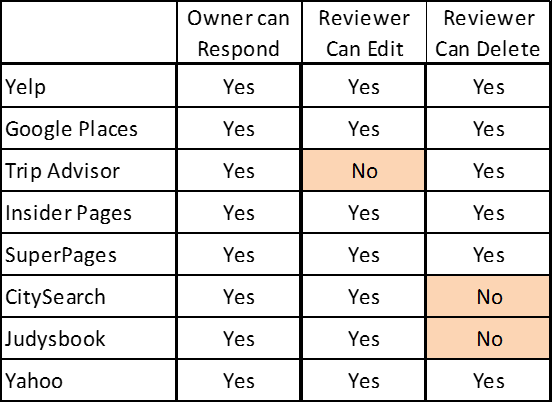 Owner can Respond Reviewer Can Edit Reviewer Can Delete
Yelp Yes Yes Yes
Google Places Yes Yes Yes
Trip Advisor Yes No Yes
Insider Pages Yes Yes Yes
SuperPages Yes Yes Yes
CitySearch Yes Yes No
Judysbook Yes Yes No
Yahoo Yes Yes Yes